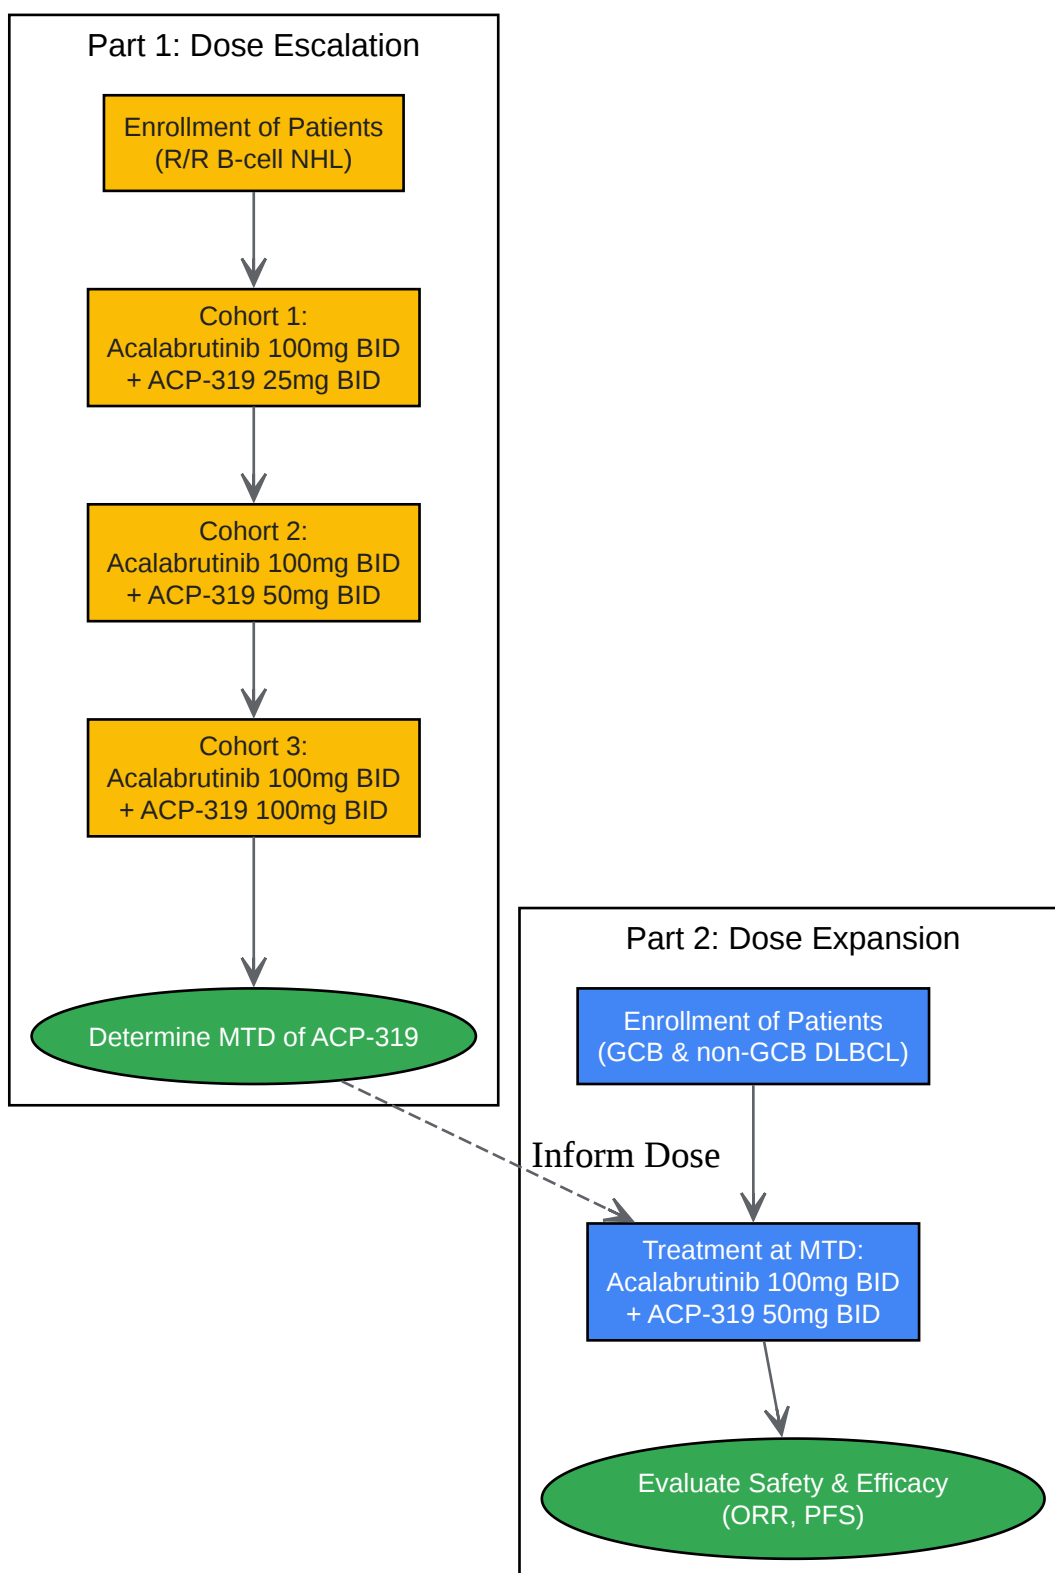 Part 1: Dose Escalation
Enrollment of Patients
(R/R B-cell NHL)
Cohort 1:
Acalabrutinib 100mg BID
+ ACP-319 25mg BID
Cohort 2:
Acalabrutinib 100mg BID
+ ACP-319 50mg BID
Cohort 3:
Acalabrutinib 100mg BID
+ ACP-319 100mg BID
Determine MTD of ACP-319
Part 2: Dose Expansion
Enrollment of Patients
(GCB & non-GCB DLBCL)
Inform Dose
Treatment at MTD:
Acalabrutinib 100mg BID
+ ACP-319 50mg BID
Evaluate Safety & Efficacy
(ORR, PFS)